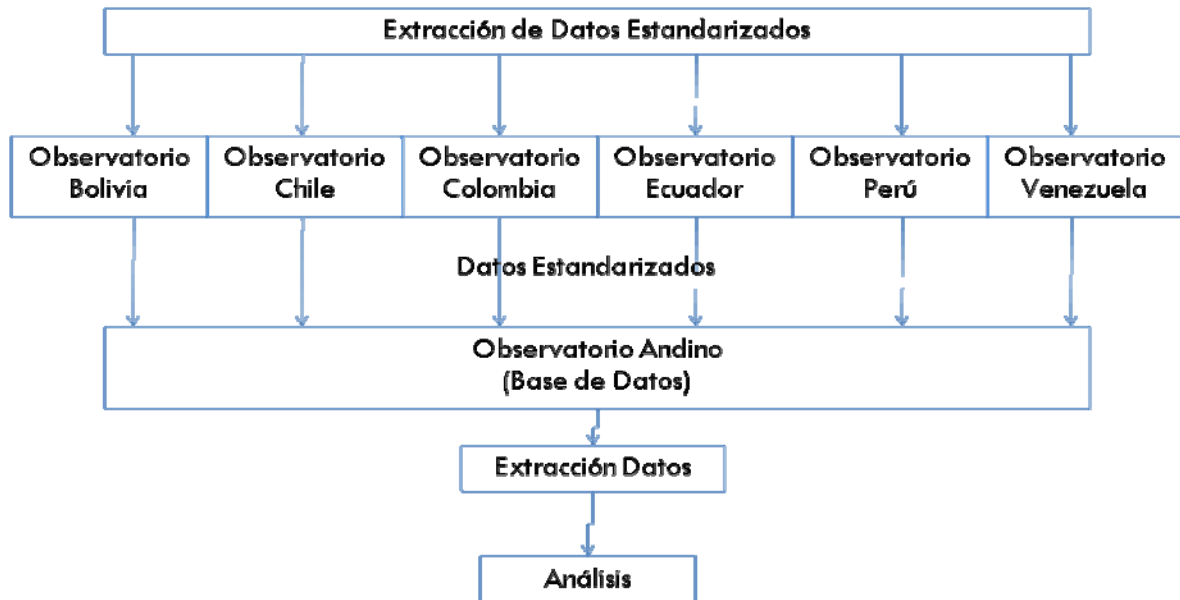 Extracción de Datos Estandarizados
Observatorio
Bolivia
Observatorio
Chile
Observatorio
Colombia
Observatorio
Ecuador
Observatorio
Perú
Observatorio
Venezuela
Datos Estandarizados
Observatorio Andino
(Base de Datos)
Extracción Datos
Análisis